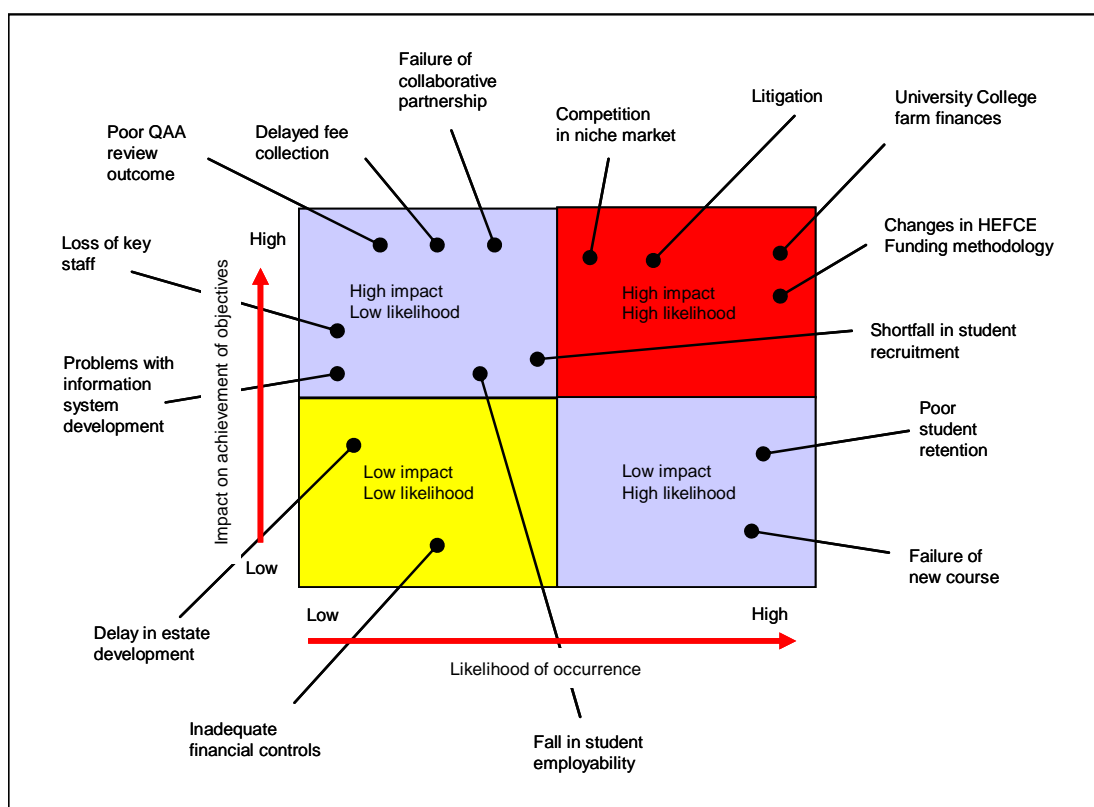 Failure of
collaborative
partnership
Litigation
University College
farm finances
Competition
in niche market
Poor QAA
review
outcome
Delayed fee
collection
Loss of key
staff
High
Changes in HEFCE
Funding methodology
High impact
Low likelihood
High impact
High likelihood
Shortfall in student
recruitment
Problems with
information
system
development
Impact on achievement of objectives
Poor
student
retention
Low impact
Low likelihood
Low impact
High likelihood
Failure of
new course
Low
Low
High
Delay in estate
development
Likelihood of occurrence
Inadequate
financial controls
Fall in student
employability